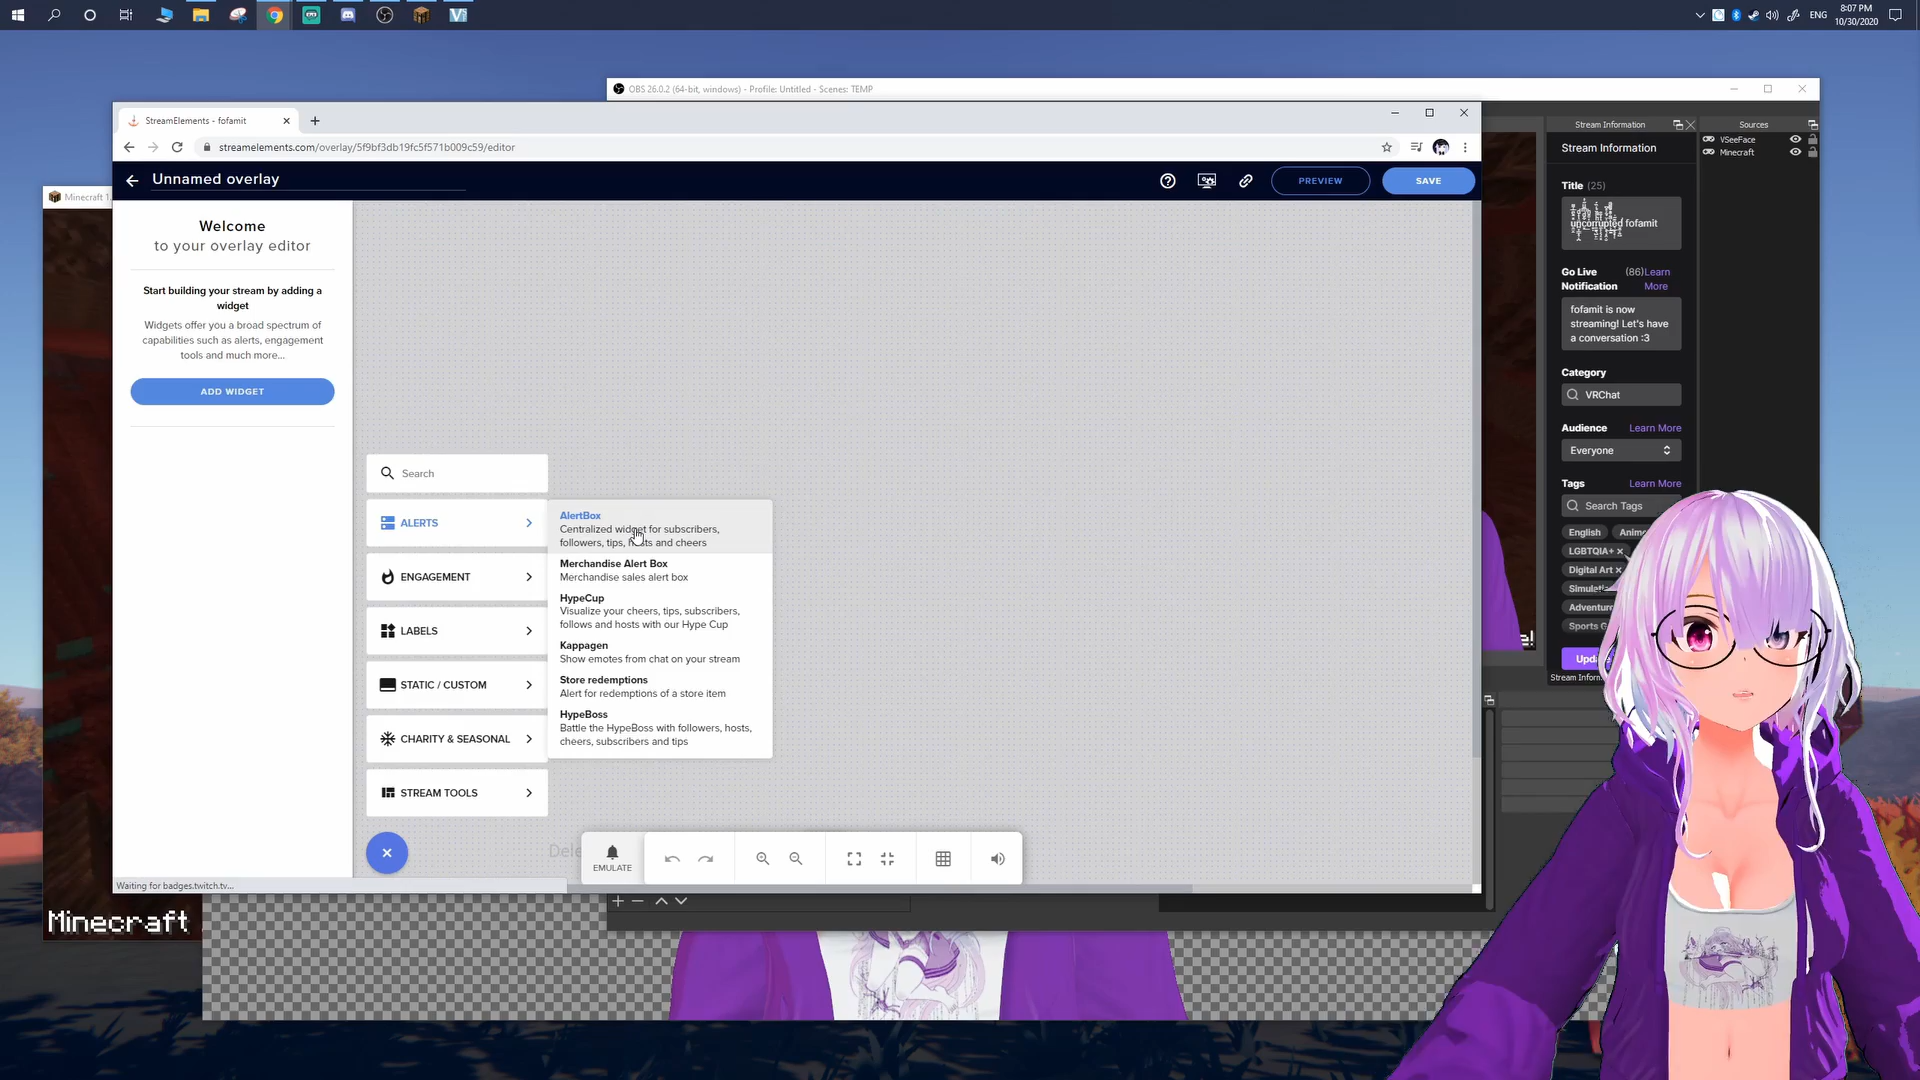 ENG
8:07 PM
10/30/2020
OBS 26.0.2 (64-bit, windows) - Profile: Untitled - Scenes: TEMP
StreamElements - fofamit
streamelements.com/overlay/5f9bf3db19fc5f571b009c59/editor
Unnamed overlay
PREVIEW
SAVE
Minecraft 1.
Welcome
to your overlay editor
Start building your stream by adding a
widget
Widgets offer you a broad spectrum of
capabilities such as alerts, engagement
tools and much more...
ADD WIDGET
Search
ALERTS
ENGAGEMENT
LABELS
STATIC / CUSTOM
CHARITY & SEASONAL
STREAM TOOLS
AlertBox
Centralized widget for subscribers,
followers, tips, hosts and cheers
Merchandise Alert Box
Merchandise sales alert box
HypeCup
Visualize your cheers, tips, subscribers,
follows and hosts with our Hype Cup
Kappagen
Show emotes from chat on your stream
Store redemptions
Alert for redemptions of a store item
HypeBoss
Battle the HypeBoss with followers, hosts,
cheers, subscribers and tips
EMULATE
Waiting for badges.twitch.tv...
Minecraft
Stream Information
Sources
Stream Information
VSeeFace
Minecraft
Title (25)
uncorrupted fofamit
Go Live (86) Learn
Notification More
fofamit is now
streaming! Let's have
a conversation :3
Category
VRChat
Audience Learn More
Everyone
Tags Learn More
Search Tags
English
LGBTQIA+
Digital Art